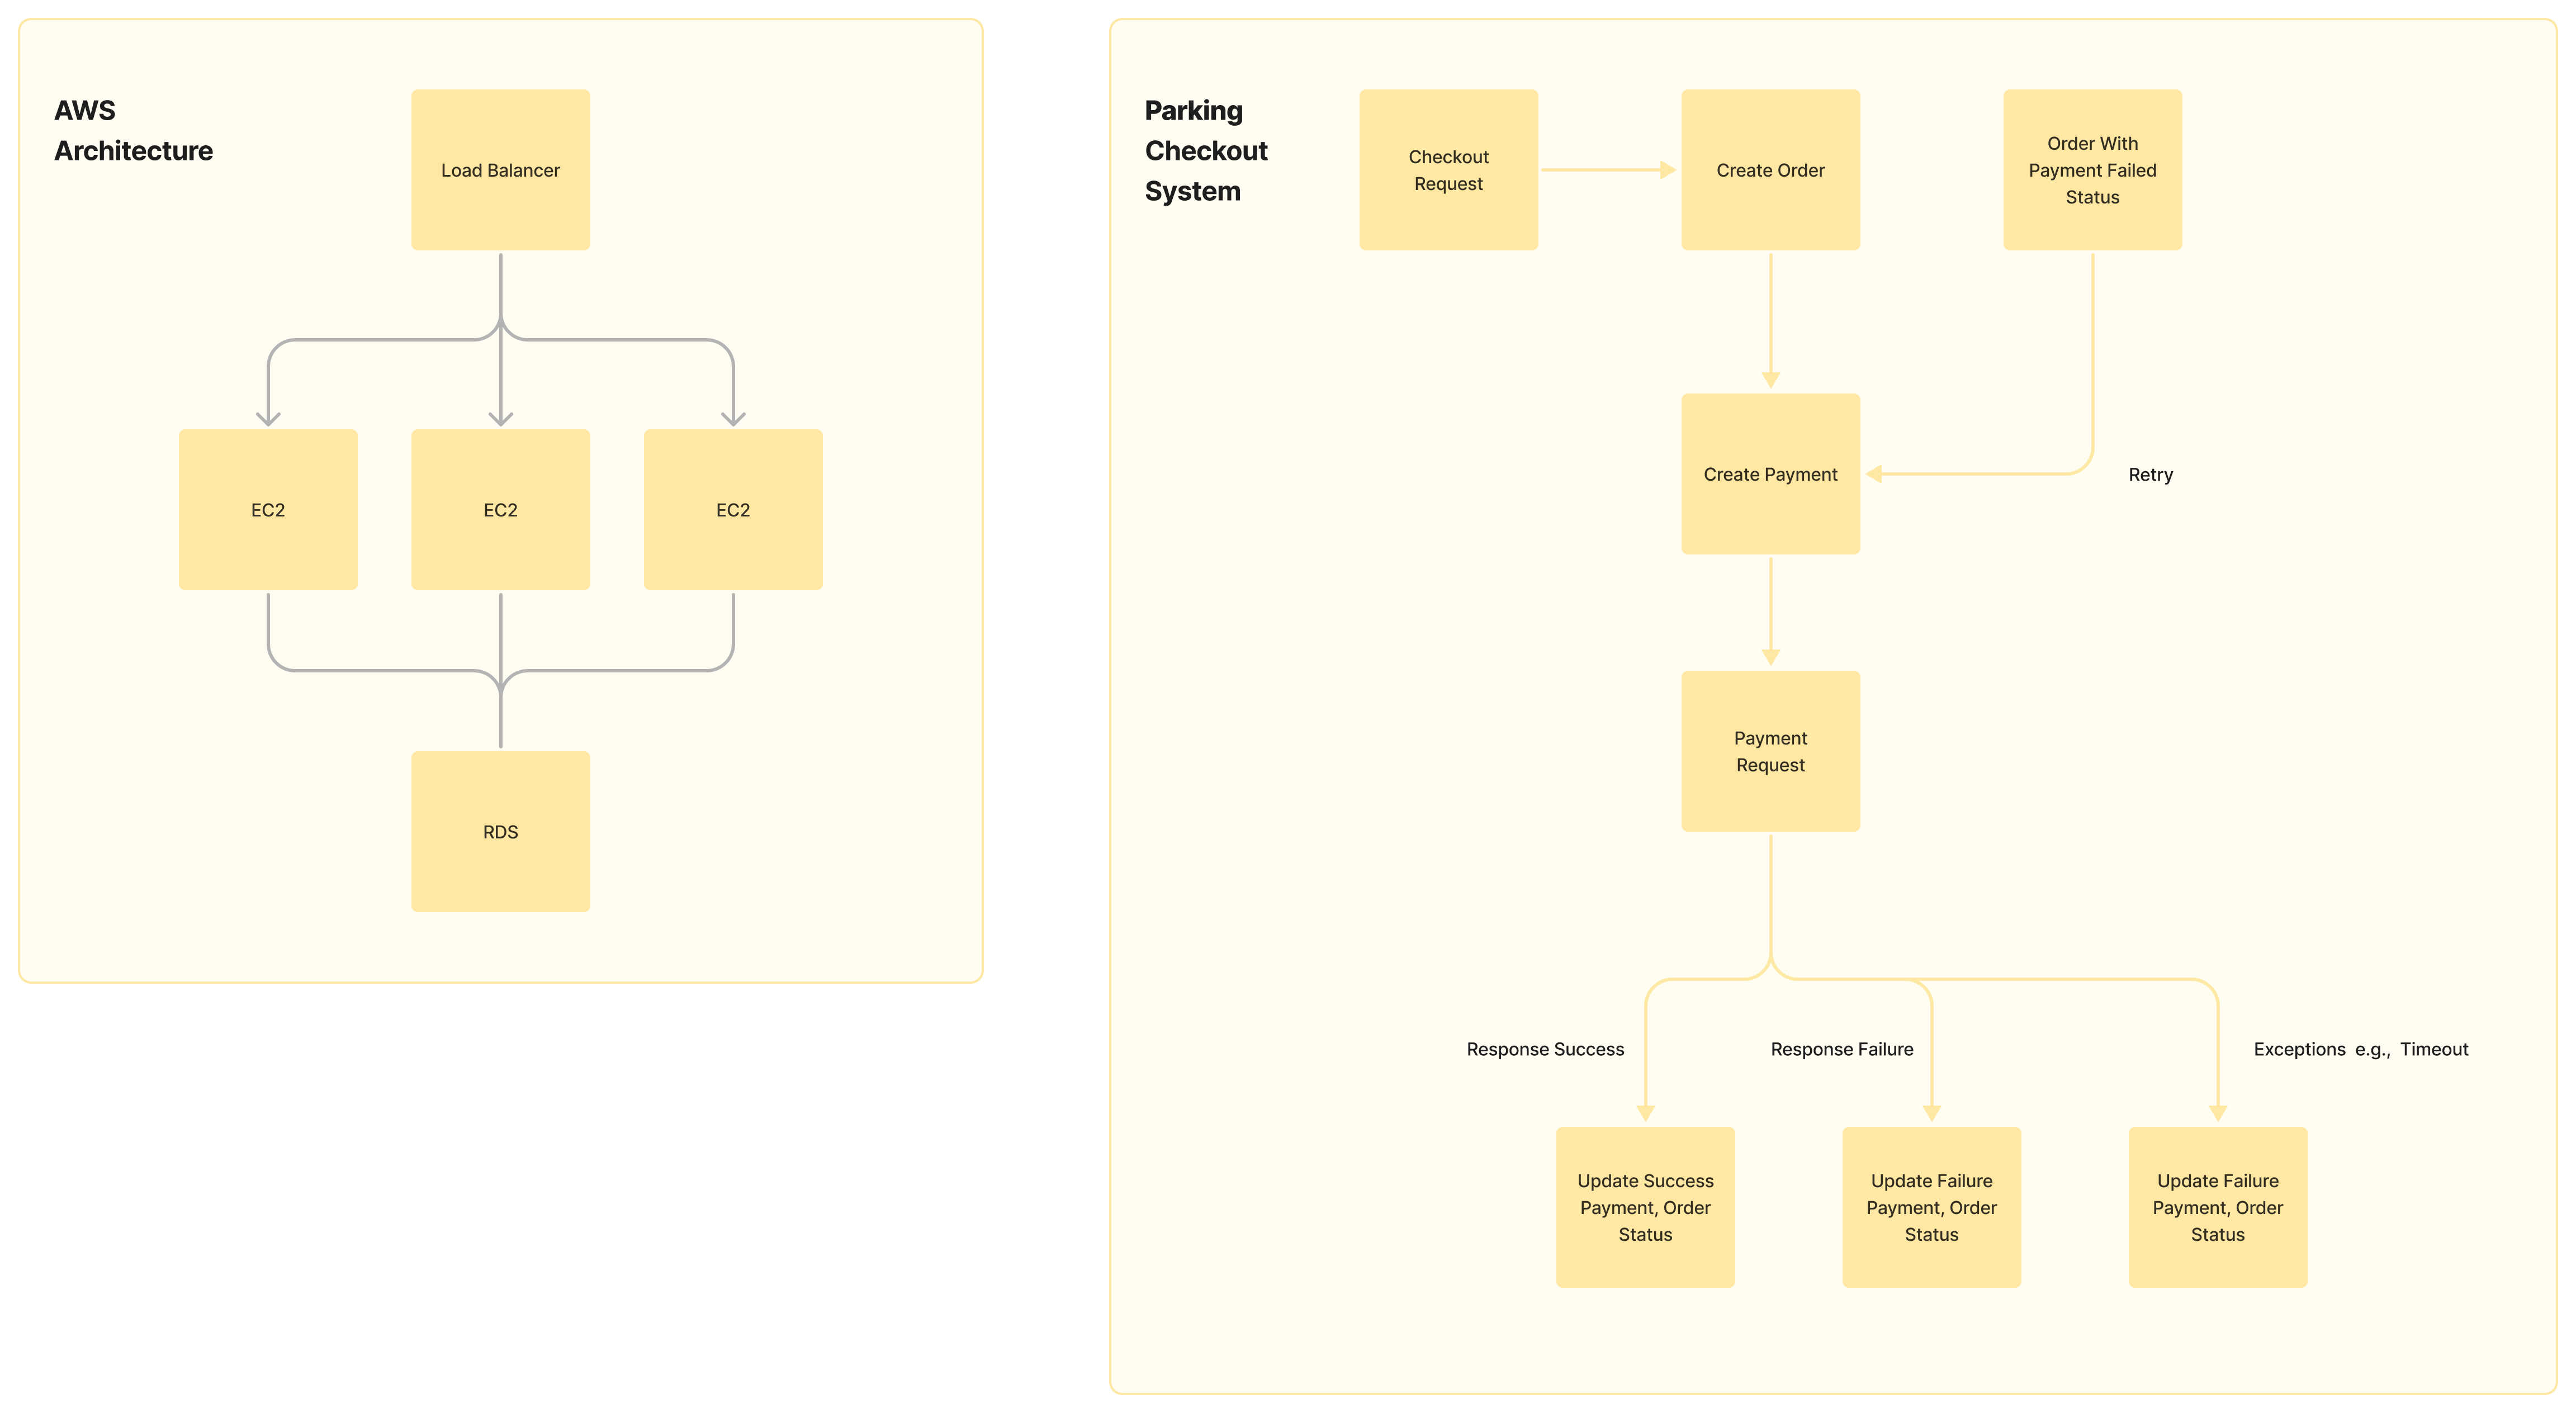 AWS
Architecture
Load Balancer
EC2
EC2
EC2
RDS
Parking
Checkout
System
Checkout
Request
Create Order
Order With
Payment Failed
Status
Create Payment
Retry
Payment
Request
Response Success
Response Failure
Exceptions e.g., Timeout
Update Success
Payment, Order
Status
Update Failure
Payment, Order
Status
Update Failure
Payment, Order
Status